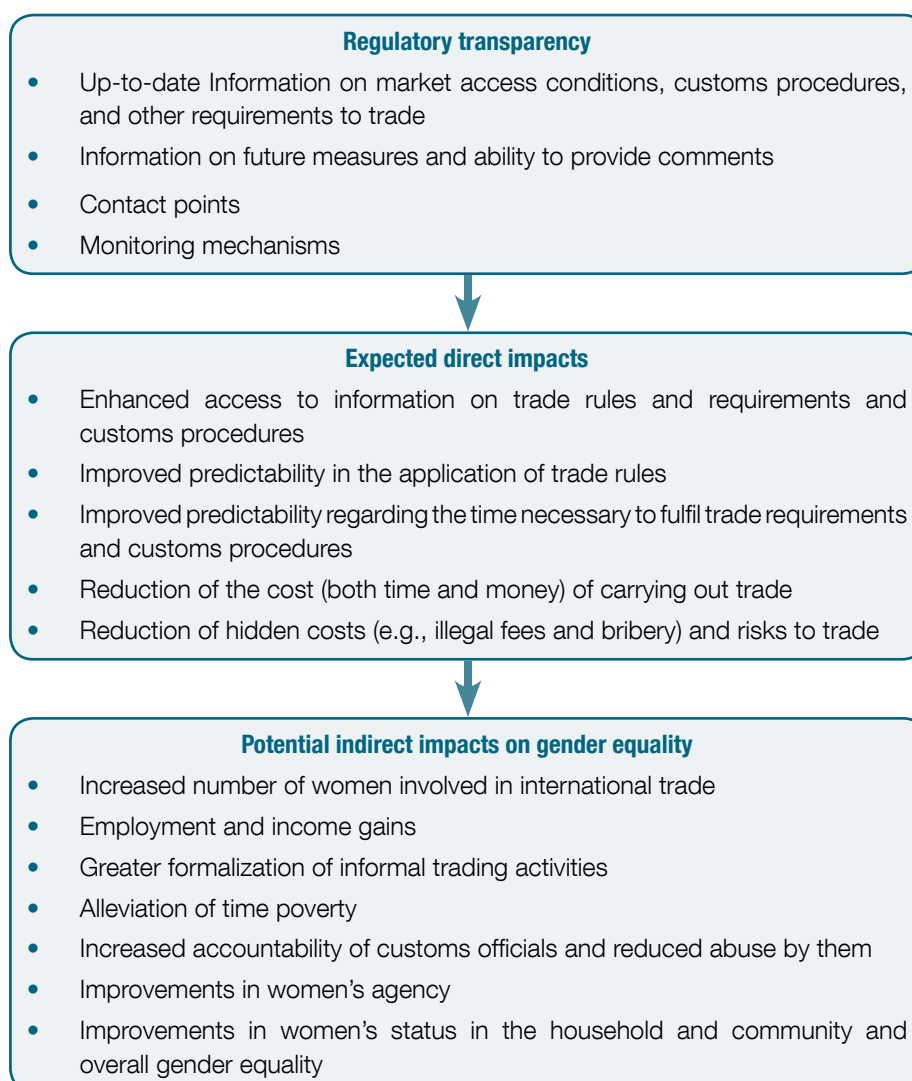 Regulatory transparency
• Up-to-date Information on market access conditions, customs procedures,
and other requirements to trade
• Information on future measures and ability to provide comments
• Contact points
• Monitoring mechanisms
Expected direct impacts
• Enhanced access to information on trade rules and requirements and
customs procedures
• Improved predictability in the application of trade rules
• Improved predictability regarding the time necessary to fulfil trade requirements
and customs procedures
• Reduction of the cost (both time and money) of carrying out trade
• Reduction of hidden costs (e.g., illegal fees and bribery) and risks to trade
Potential indirect impacts on gender equality
• Increased number of women involved in international trade
• Employment and income gains
• Greater formalization of informal trading activities
• Alleviation of time poverty
• Increased accountability of customs officials and reduced abuse by them
• Improvements in women's agency
• Improvements in women's status in the household and community and
overall gender equality